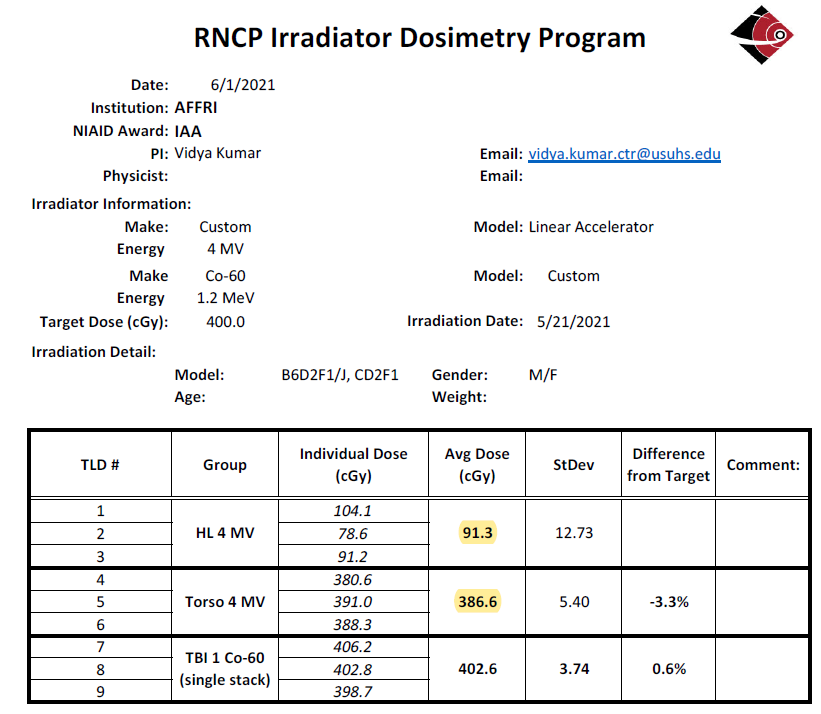 RNCP Irradiator Dosimetry Program
Date: 6/1/2021
Institution: AFFRI
NIAID Award: IAA
PI: Vidya Kumar Email: vidya.kumar.ctr@usuhs.edu
Physicist: Email:
Irradiator Information:
Make: Custom Model: Linear Accelerator
Energy 4 MV
Make Co-60 Model: Custom
Energy 1.2 MeV
Target Dose (cGy): 400.0 Irradiation Date: 5/21/2021
Irradiation Detail:
Model: B6D2F1/J, CD2F1 Gender: M/F
Age: Weight:
TLD # Group Individual Dose (cGy) Avg Dose (cGy) StDev Difference from Target Comment:
1 104.1
2 HL 4 MV 78.6 91.3 12.73
3 91.2
4 380.6
5 Torso 4 MV 391.0 386.6 5.40 -3.3%
6 388.3
7 406.2
8 TBI 1 Co-60 (single stack) 402.8 402.6 3.74 0.6%
9 398.7